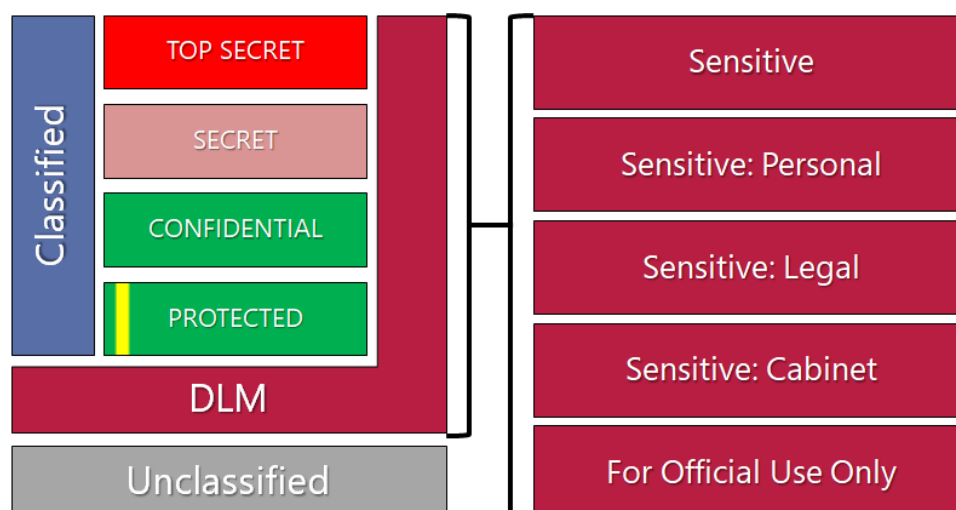 Classified
TOP SECRET
SECRET
CONFIDENTIAL
PROTECTED
DLM
Unclassified
Sensitive
Sensitive: Personal
Sensitive: Legal
Sensitive: Cabinet
For Official Use Only